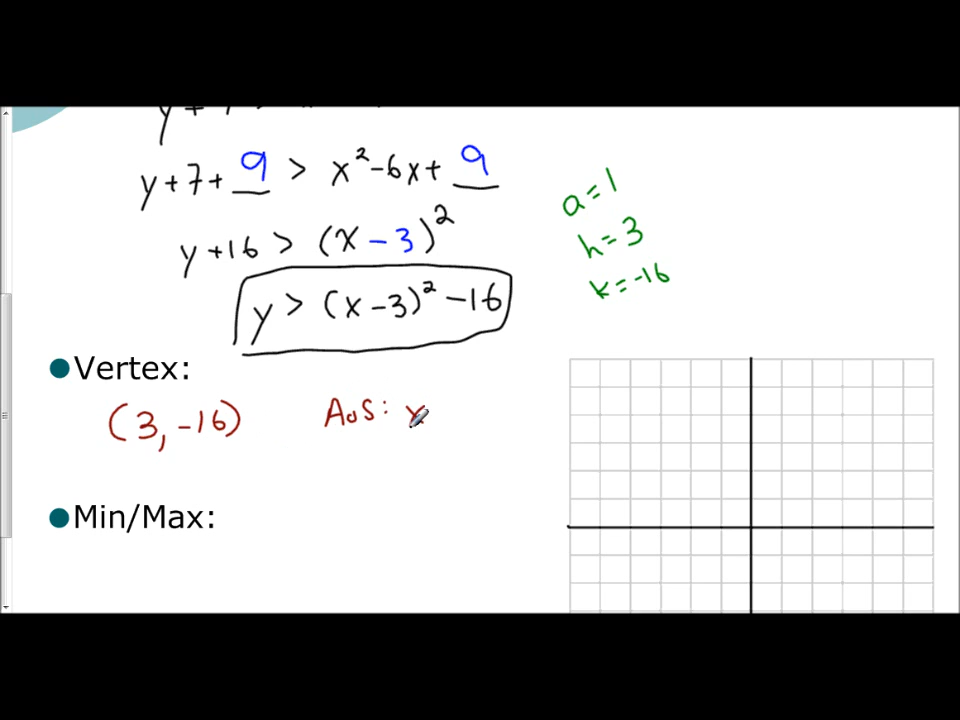 y + 7 + 9 > x² - 6x + 9
y + 16 > (x - 3)²
y > (x - 3)² - 16
a = 1
h = 3
k = -16
Vertex:
(3, -16) AoS: x
Min/Max: